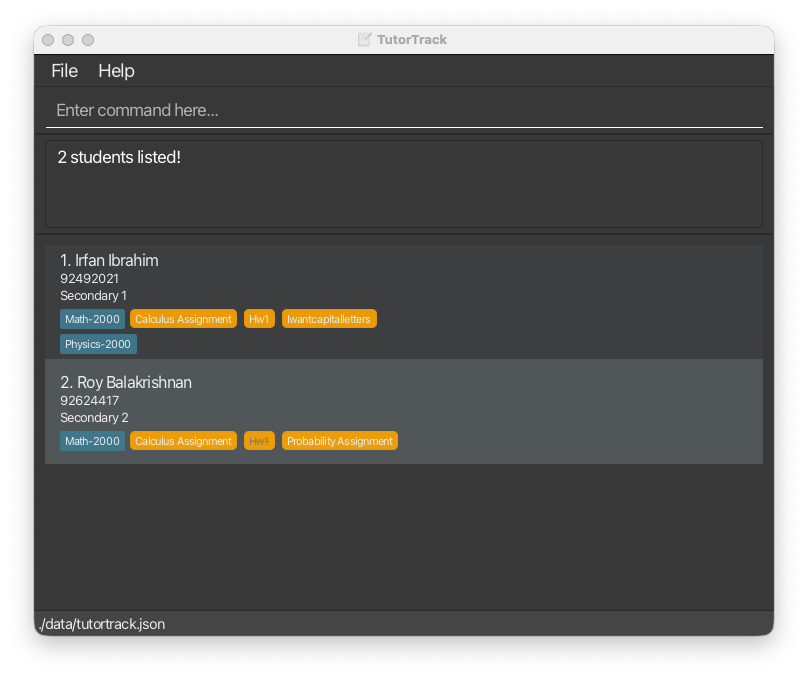 TutorTrack
File Help
Enter command here...
2 students listed!
1. Irfan Ibrahim
92492021
Secondary 1
Math-2000 Calculus Assignment Hw1 Iwantcapitalletters
Physics-2000
2. Roy Balakrishnan
92624417
Secondary 2
Math-2000 Calculus Assignment Hw1 Probability Assignment
./data/tutortrack.json